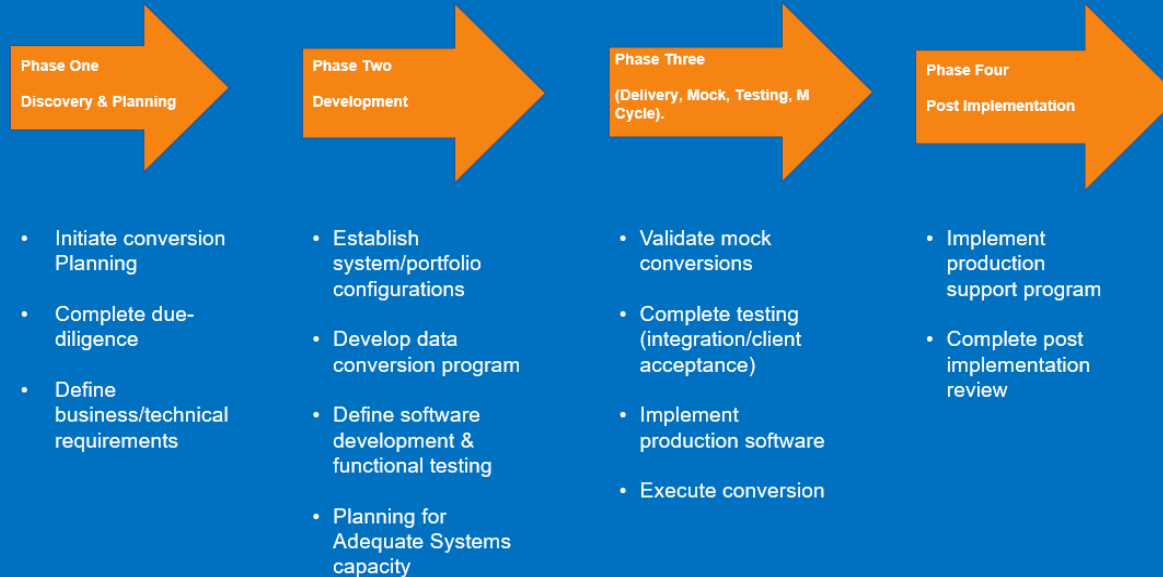 Phase One
Discovery & Planning
Phase Two
Development
Phase Three
(Delivery, Mock, Testing, M
Cycle).
Phase Four
Post Implementation
• Initiate conversion
Planning
• Complete due-
diligence
• Define
business/technical
requirements
• Establish
system/portfolio
configurations
• Develop data
conversion program
• Define software
development &
functional testing
• Planning for
Adequate Systems
capacity
• Validate mock
conversions
• Complete testing
(integration/client
acceptance)
• Implement
production software
• Execute conversion
• Implement
production
support program
• Complete post
implementation
review